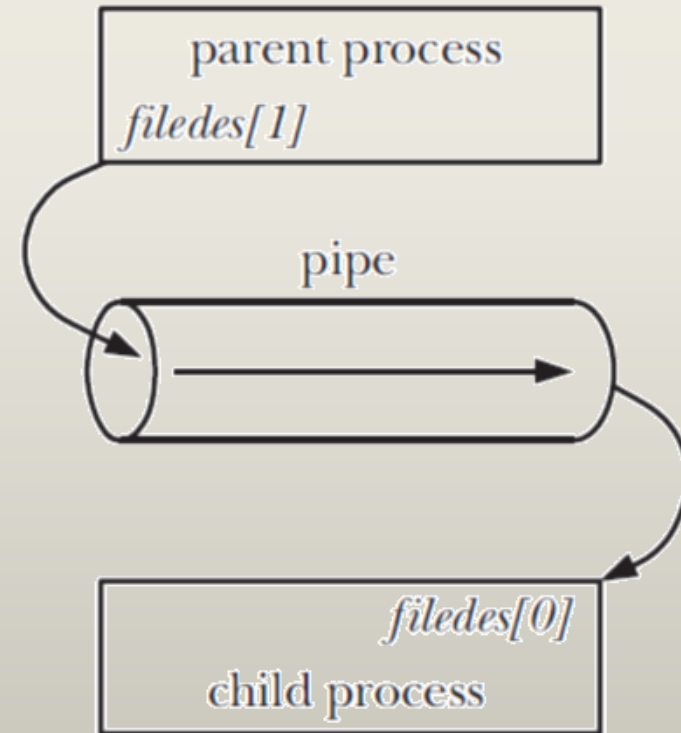 parent process
filedes[1]
pipe
filedes[0]
child process